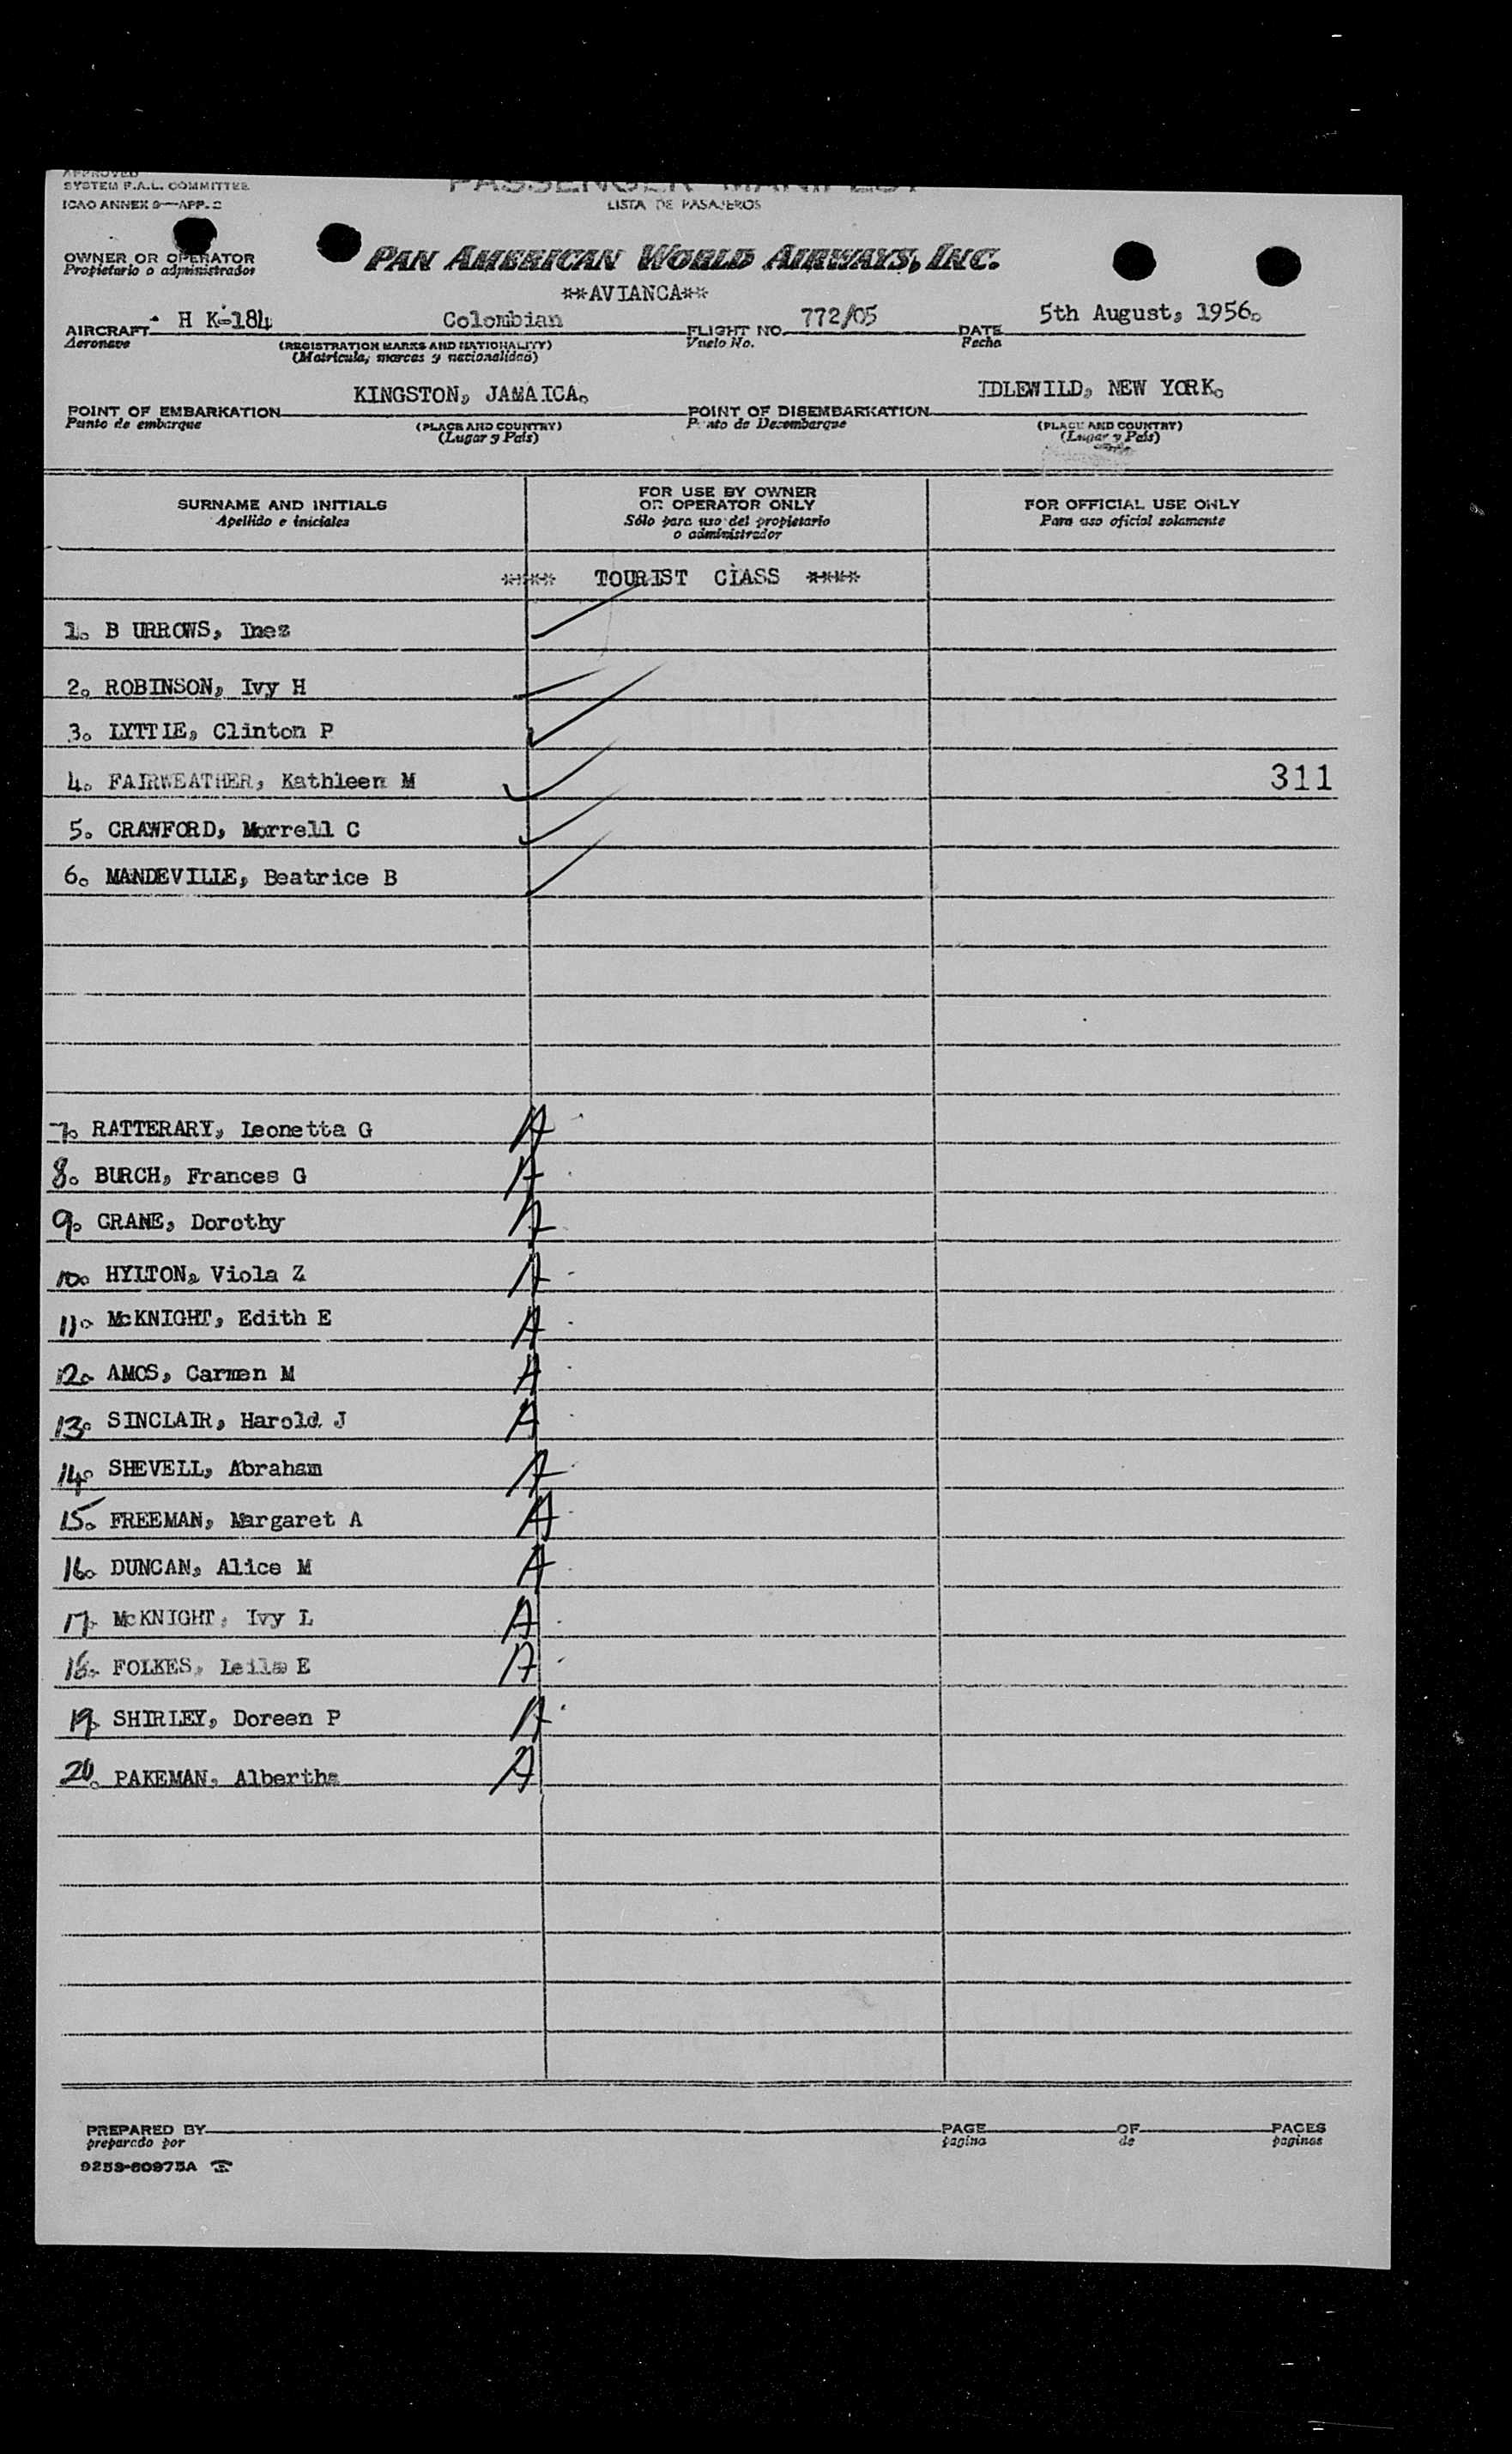 APPROVED
SYSTEM F.A.L. COMMITTEE
ICAO ANNEX 9—APP. 2
PASSENGER MANIFEST
LISTA DE PASAJEROS
OWNER OR OPERATOR
Propietario o administrador
PAN AMERICAN WORLD AIRWAYS, INC.
**AVIANCA**
AIRCRAFT H K-184 Colombian FLIGHT NO. 772/05 DATE 5th August, 1956.
Aeronave (REGISTRATION MARKS AND NATIONALITY) Vuelo No. Fecha
(Matricula, marcas y nacionalidad)
POINT OF EMBARKATION KINGSTON, JAMAICA. POINT OF DISEMBARKATION IDLEWILD, NEW YORK.
Punto de embarque (PLACE AND COUNTRY) Punto de Desembarque (PLACE AND COUNTRY)
(Lugar y País) (Lugar y País)
SURNAME AND INITIALS
Apellido e iniciales
FOR USE BY OWNER
OR OPERATOR ONLY
Sólo para uso del propietario
o administrador
FOR OFFICIAL USE ONLY
Para uso oficial solamente
**** TOURIST CLASS ****
1. B URROWS, Inez
2. ROBINSON, Ivy H
3. LYTTLE, Clinton P
4. FAIRWEATHER, Kathleen M 311
5. CRAWFORD, Morrell C
6. MANDEVILLE, Beatrice B
7. RATTERARY, Leonetta G A
8. BURCH, Frances G A
9. CRANE, Dorothy A
10. HYLTON, Viola Z A
11. McKNIGHT, Edith E A
12. AMOS, Carmen M A
13. SINCLAIR, Harold J A
14. SHEVELL, Abraham A
15. FREEMAN, Margaret A A
16. DUNCAN, Alice M A
17. McKNIGHT, Ivy L A
18. FOLKES, Leila E A
19. SHIRLEY, Doreen P A
20. PAKEMAN, Albertha A
PREPARED BY PAGE OF PAGES
preparado por pagina de paginas
9253-60975A